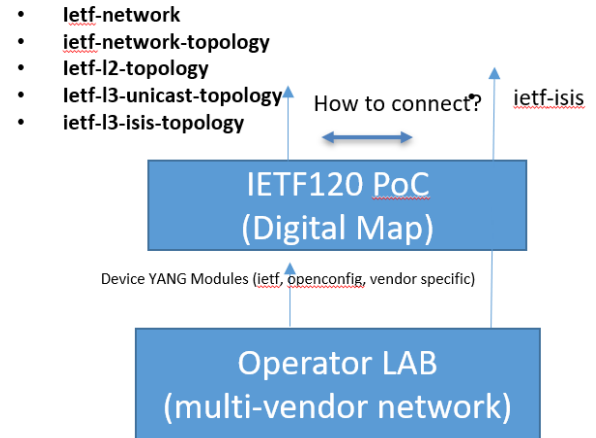 • Ietf-network
• ietf-network-topology
• Ietf-l2-topology
• Ietf-l3-unicast-topology
• ietf-l3-isis-topology
How to connect?
ietf-isis
IETF120 PoC
(Digital Map)
Device YANG Modules (ietf, openconfig, vendor specific)
Operator LAB
(multi-vendor network)